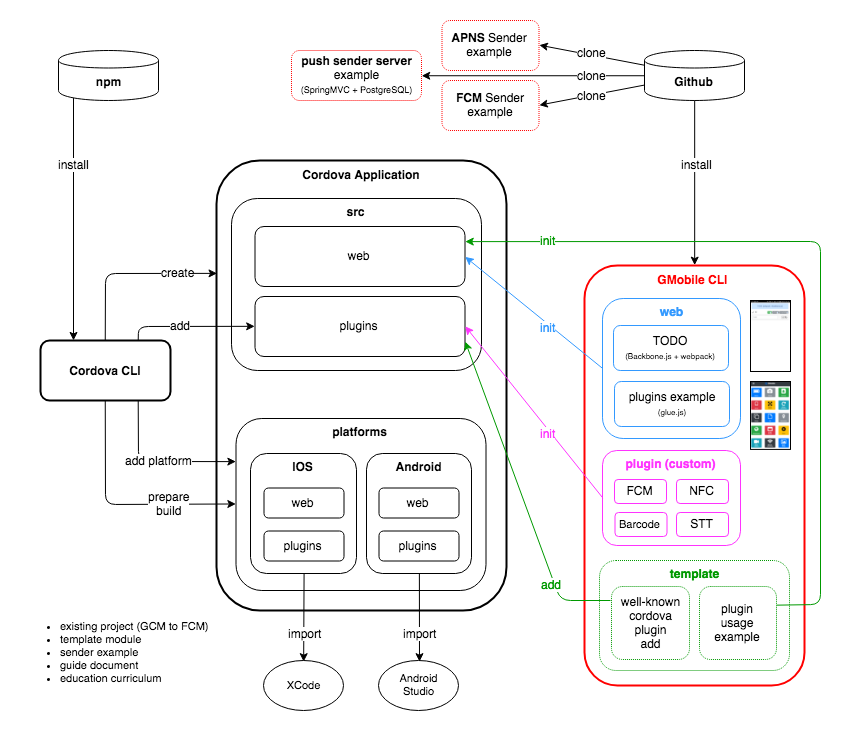 APNS Sender
example
push sender server
example
(SpringMVC + PostgreSQL)
FCM Sender
example
clone
clone
clone
npm
Github
install
install
Cordova Application
src
web
plugins
create
add
Cordova CLI
add platform
prepare
build
platforms
IOS
web
plugins
Android
web
plugins
import
import
XCode
Android
Studio
init
init
init
add
GMobile CLI
web
TODO
(Backbone.js + webpack)
plugins example
(glue.js)
plugin (custom)
FCM
NFC
Barcode
STT
template
well-known
cordova
plugin
add
plugin
usage
example
• existing project (GCM to FCM)
• template module
• sender example
• guide document
• education curriculum